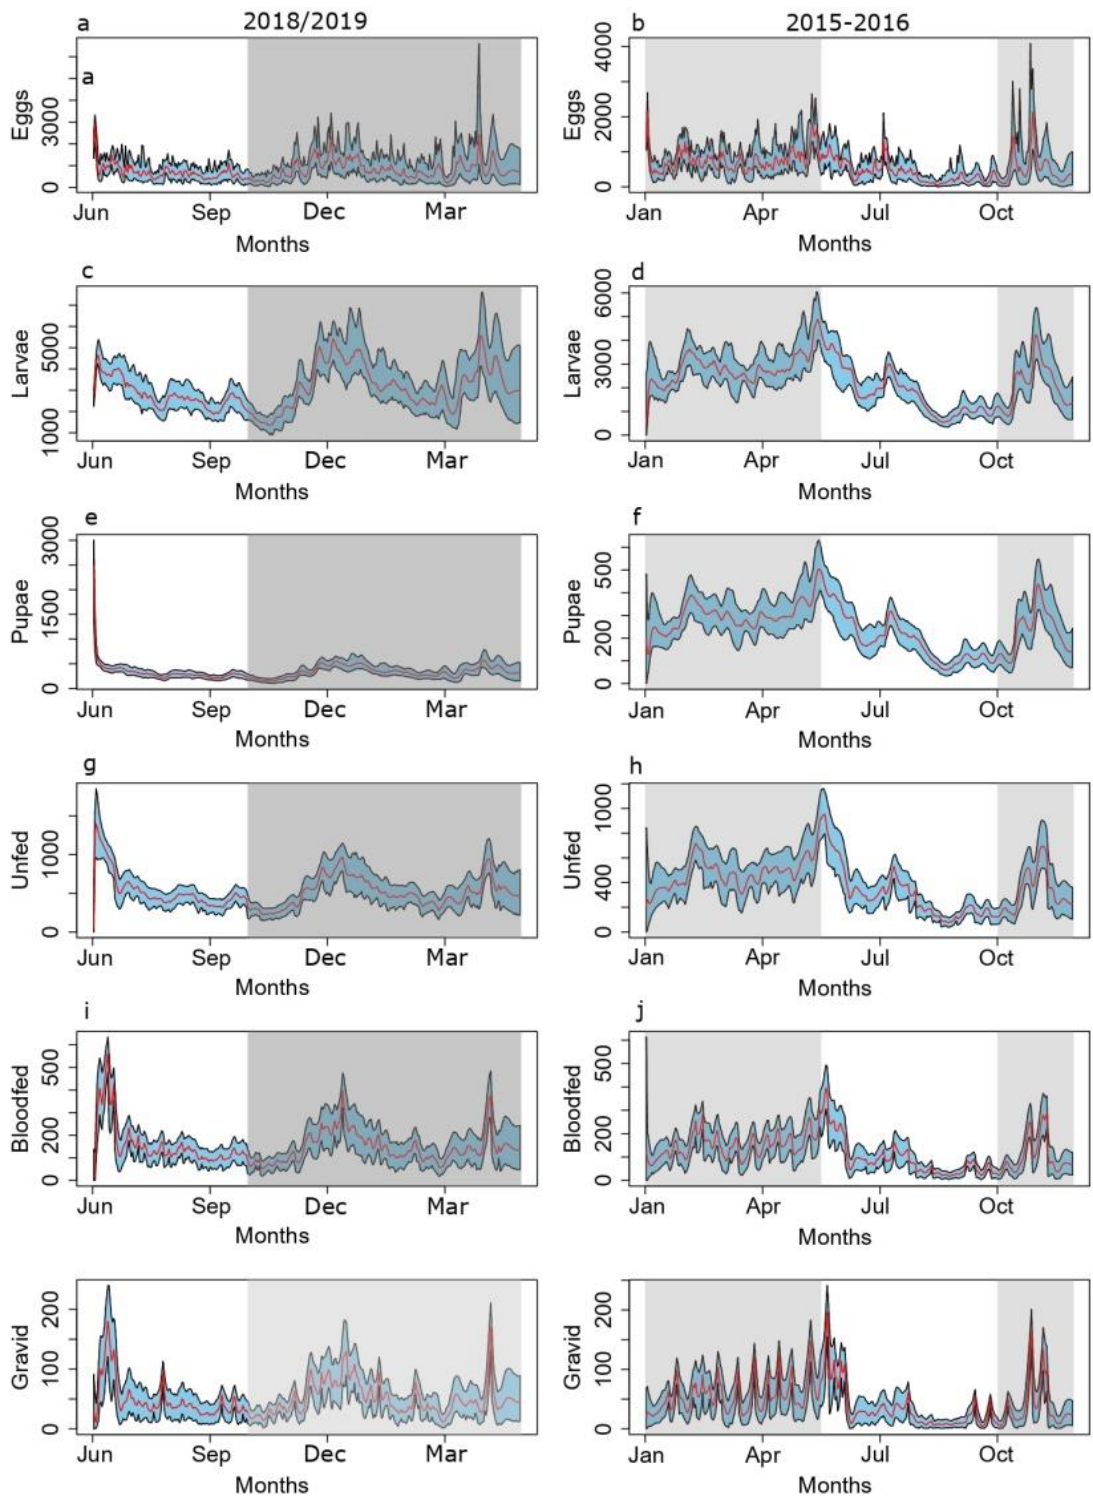 a 2018/2019 b 2015-2016
a
Eggs 0 3000
Jun Sep Dec Mar
Months
Eggs 0 2000 4000
Jan Apr Jul Oct
Months
c
Larvae 1000 5000
Jun Sep Dec Mar
Months
d
Larvae 0 3000 6000
Jan Apr Jul Oct
Months
e
Pupae 0 1500 3000
Jun Sep Dec Mar
Months
f
Pupae 0 200 500
Jan Apr Jul Oct
Months
g
Unfed 0 1000
Jun Sep Dec Mar
Months
h
Unfed 0 400 1000
Jan Apr Jul Oct
Months
i
Bloodfed 0 200 500
Jun Sep Dec Mar
Months
j
Bloodfed 0 200 500
Jan Apr Jul Oct
Months
Gravid 0 100 200
Jun Sep Dec Mar
Months
Gravid 0 100 200
Jan Apr Jul Oct
Months